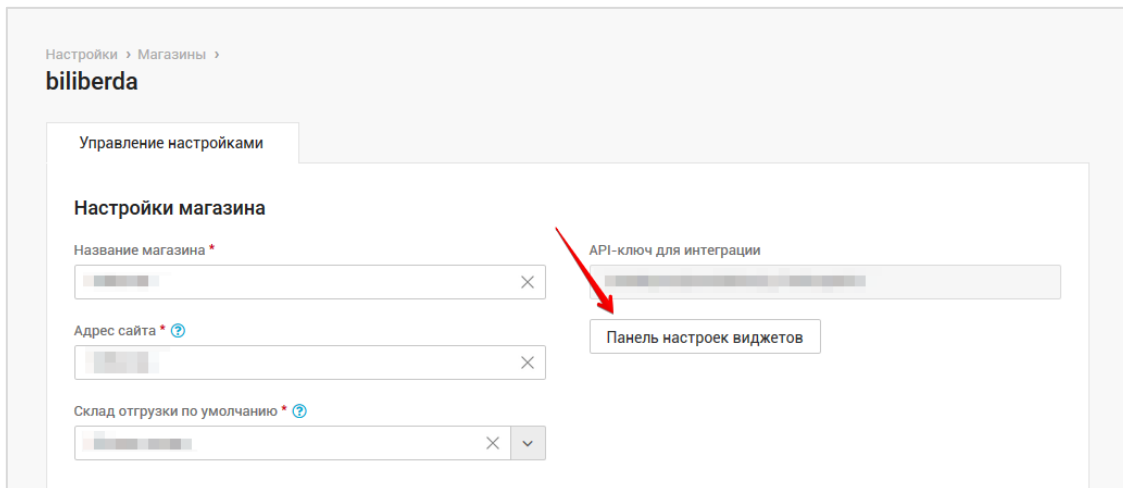 Настройки > Магазины >
biliberda
Управление настройками
Настройки магазина
Название магазина *
API-ключ для интеграции
Адрес сайта * ?
Панель настроек виджетов
Склад отгрузки по умолчанию * ?